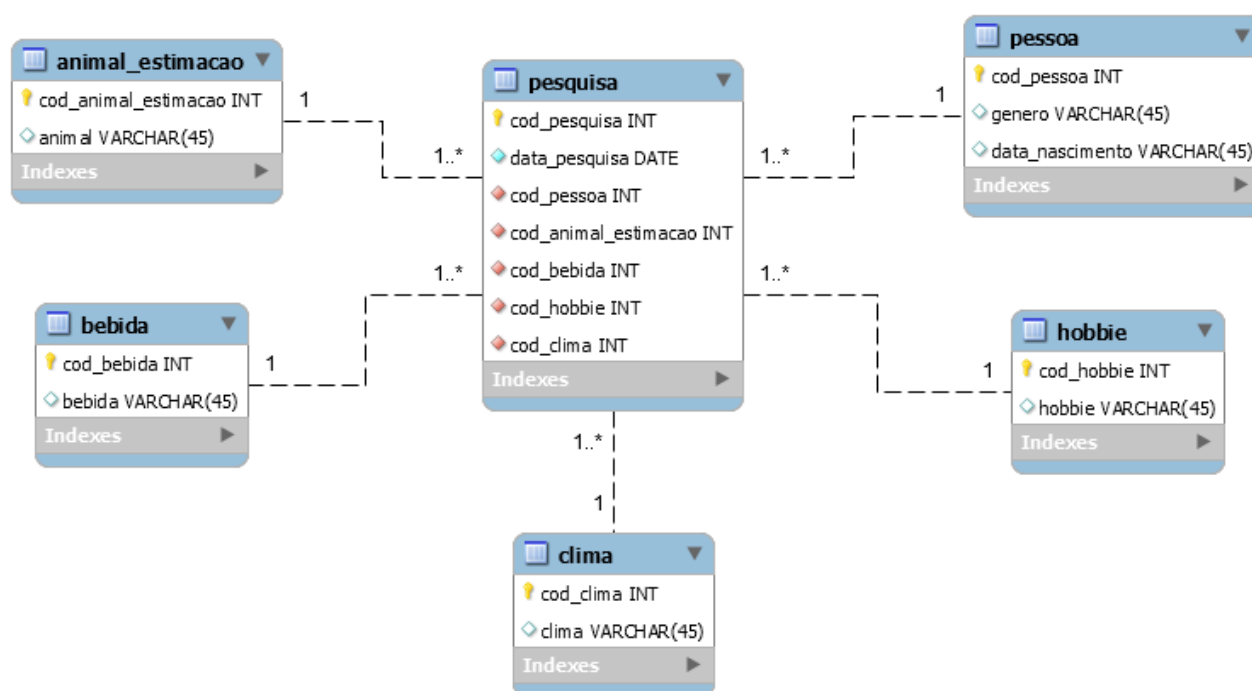 animal_estimacao
cod_animal_estimacao INT
animal VARCHAR(45)
Indexes
1
1..*
pesquisa
cod_pesquisa INT
data_pesquisa DATE
cod_pessoa INT
cod_animal_estimacao INT
cod_bebida INT
cod_hobbie INT
cod_clima INT
Indexes
pessoa
cod_pessoa INT
genero VARCHAR(45)
data_nascimento VARCHAR(45)
Indexes
1
1..*
bebida
cod_bebida INT
bebida VARCHAR(45)
Indexes
1
1..*
hobbie
cod_hobbie INT
hobbie VARCHAR(45)
Indexes
1
1..*
1..*
1
clima
cod_clima INT
clima VARCHAR(45)
Indexes